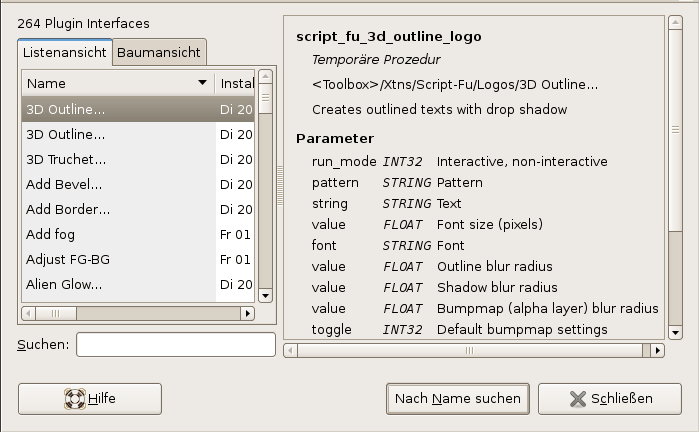 264 Plugin Interfaces
Listenansicht Baumansicht
Name Instal
3D Outline... Di 20
3D Outline... Di 20
3D Truchet... Di 20
Add Bevel... Di 20
Add Border... Di 20
Add fog Fr 01
Adjust FG-BG Fr 01
Alien Glow... Di 20
Suchen:
script_fu_3d_outline_logo
Temporäre Prozedur
<Toolbox>/Xtns/Script-Fu/Logos/3D Outline...
Creates outlined texts with drop shadow
Parameter
run_mode INT32 Interactive, non-interactive
pattern STRING Pattern
string STRING Text
value FLOAT Font size (pixels)
font STRING Font
value FLOAT Outline blur radius
value FLOAT Shadow blur radius
value FLOAT Bumpmap (alpha layer) blur radius
toggle INT32 Default bumpmap settings
Hilfe Nach Name suchen Schließen